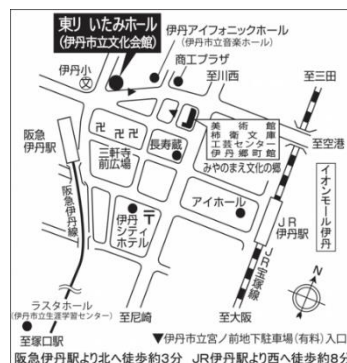 東リ いたみホール
(伊丹市立文化会館)
伊丹アイフォニックホール
(伊丹市立音楽ホール)
商工プラザ
伊丹小
文
至川西
至三田
美術館
柿衞文庫
工芸センター
伊丹郷町館
みやのまえ文化の郷
至空港
阪急
伊丹駅
卍 卍 卍
三軒寺
前広場
長寿蔵
イオンモール伊丹
阪急伊丹線
伊丹
シティ
ホテル
〒
アイホール
JR
伊丹駅
JR宝塚線
N
ラスタホール
(伊丹市立生涯学習センター)
至塚口駅
至尼崎
至大阪
▼伊丹市立宮ノ前地下駐車場(有料)入口
阪急伊丹駅より北へ徒歩約3分 JR伊丹駅より西へ徒歩約8分